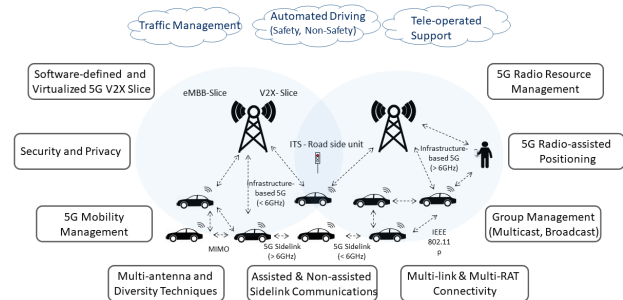 Traffic Management
Automated Driving
(Safety, Non-Safety)
Tele-operated
Support
Software-defined and
Virtualized 5G V2X Slice
eMBB-Slice
V2X- Slice
5G Radio Resource
Management
Security and Privacy
ITS - Road side unit
Infrastructure-
based 5G
(> 6GHz)
5G Radio-assisted
Positioning
Infrastructure-
based 5G
(< 6GHz)
5G Mobility
Management
Group Management
(Multicast, Broadcast)
MIMO
5G Sidelink
(> 6GHz)
5G Sidelink
(< 6GHz)
IEEE
802.11
p
Multi-antenna and
Diversity Techniques
Assisted & Non-assisted
Sidelink Communications
Multi-link & Multi-RAT
Connectivity